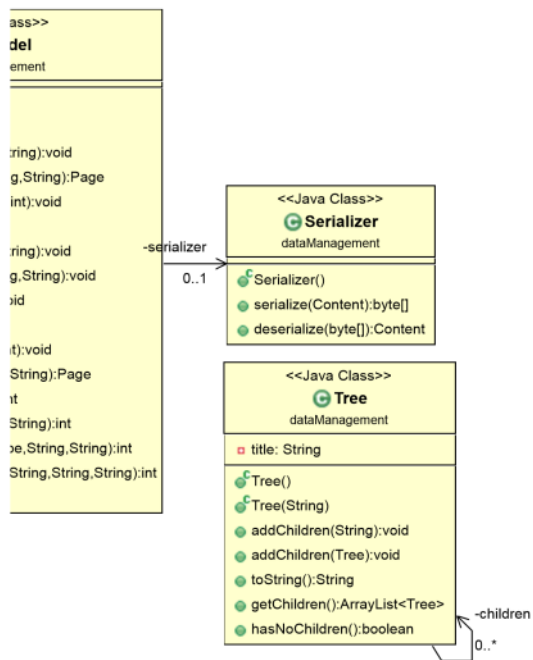 ass>>
del
ement
tring):void
g,String):Page
int):void
tring):void
g,String):void
oid
t):void
String):Page
nt
String):int
pe,String,String):int
String,String,String):int
-serializer
0..1
<<Java Class>>
Serializer
dataManagement
Serializer()
serialize(Content):byte[]
deserialize(byte[]):Content
<<Java Class>>
Tree
dataManagement
title: String
Tree()
Tree(String)
addChildren(String):void
addChildren(Tree):void
toString():String
getChildren():ArrayList<Tree>
hasNoChildren():boolean
-children
0..*